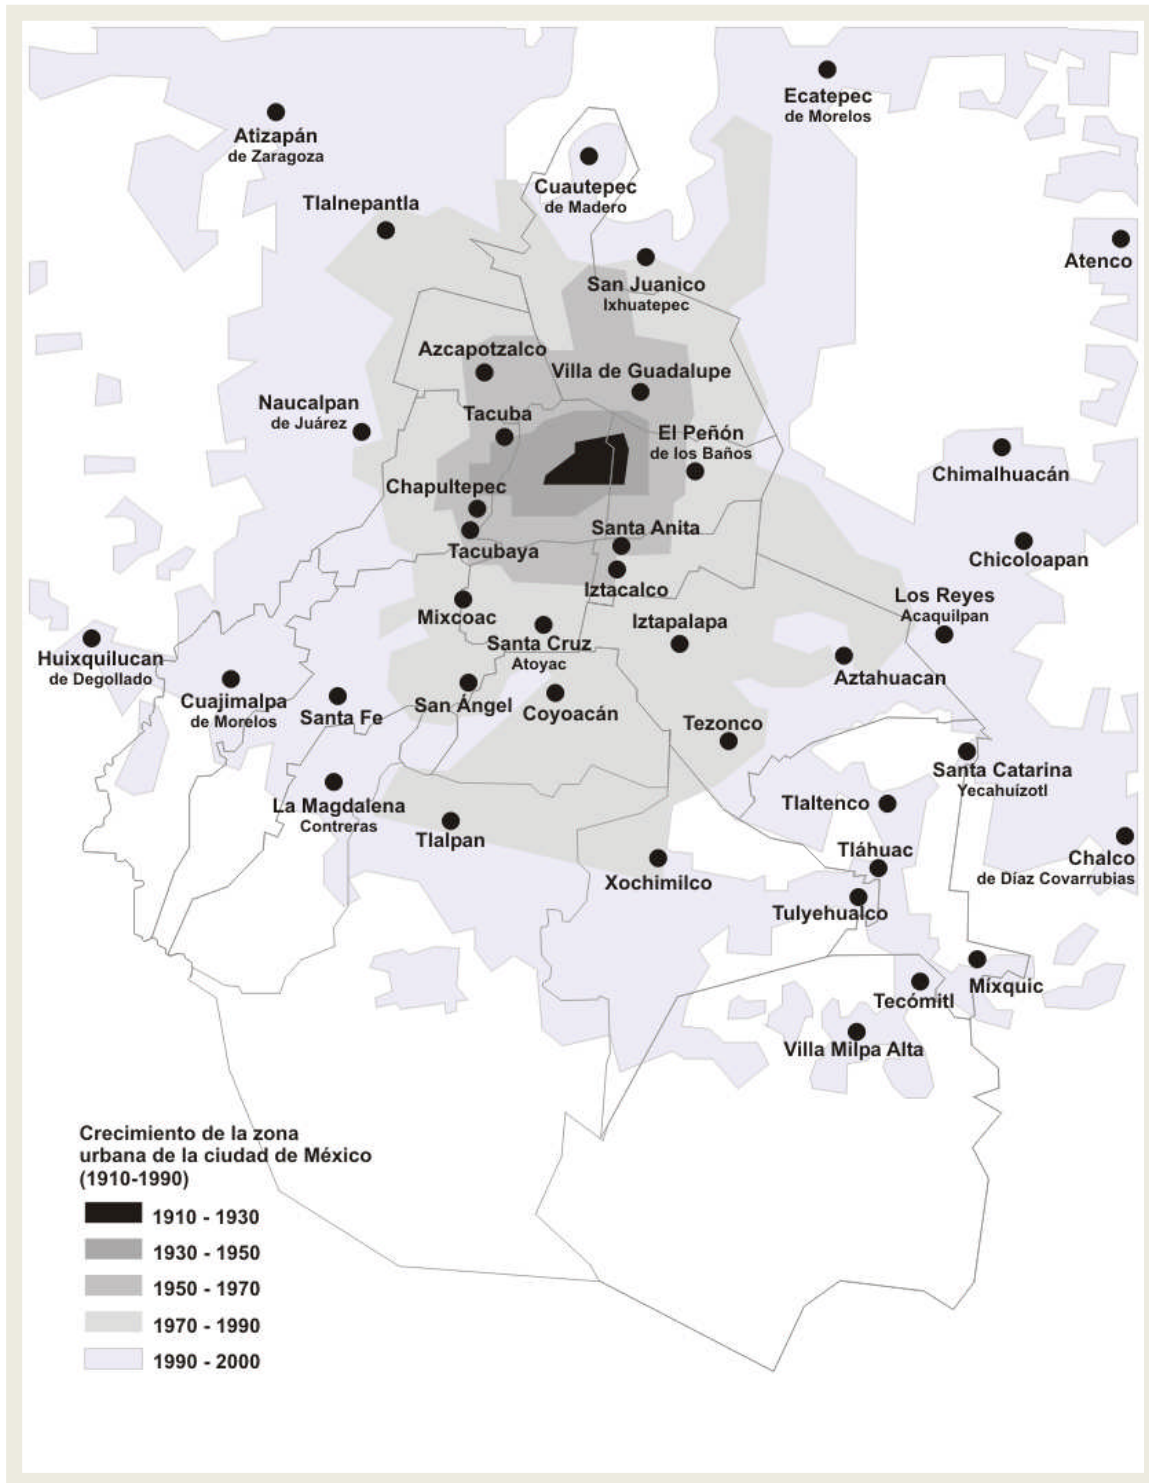 Ecatepec
de Morelos
Atizapán
de Zaragoza
Cuautepec
de Madero
Tlalnepantla
Atenco
San Juanico
Ixhuatepec
Azcapotzalco
Villa de Guadalupe
Naucalpan
de Juárez
Tacuba
El Peñón
de los Baños
Chimalhuacán
Chapultepec
Santa Anita
Tacubaya
Chicoloapan
Iztacalco
Los Reyes
Acaquilpan
Mixcoac
Iztapalapa
Santa Cruz
Atoyac
Huixquilucan
de Degollado
Aztahuacan
Cuajimalpa
de Morelos
Santa Fe
San Ángel
Coyoacán
Tezonco
Santa Catarina
Yecahuízotl
La Magdalena
Contreras
Tlaltenco
Tlalpan
Tláhuac
Chalco
de Díaz Covarrubias
Xochimilco
Tulyehualco
Míxquic
Tecómitl
Villa Milpa Alta
Crecimiento de la zona
urbana de la ciudad de México
(1910-1990)
1910 - 1930
1930 - 1950
1950 - 1970
1970 - 1990
1990 - 2000